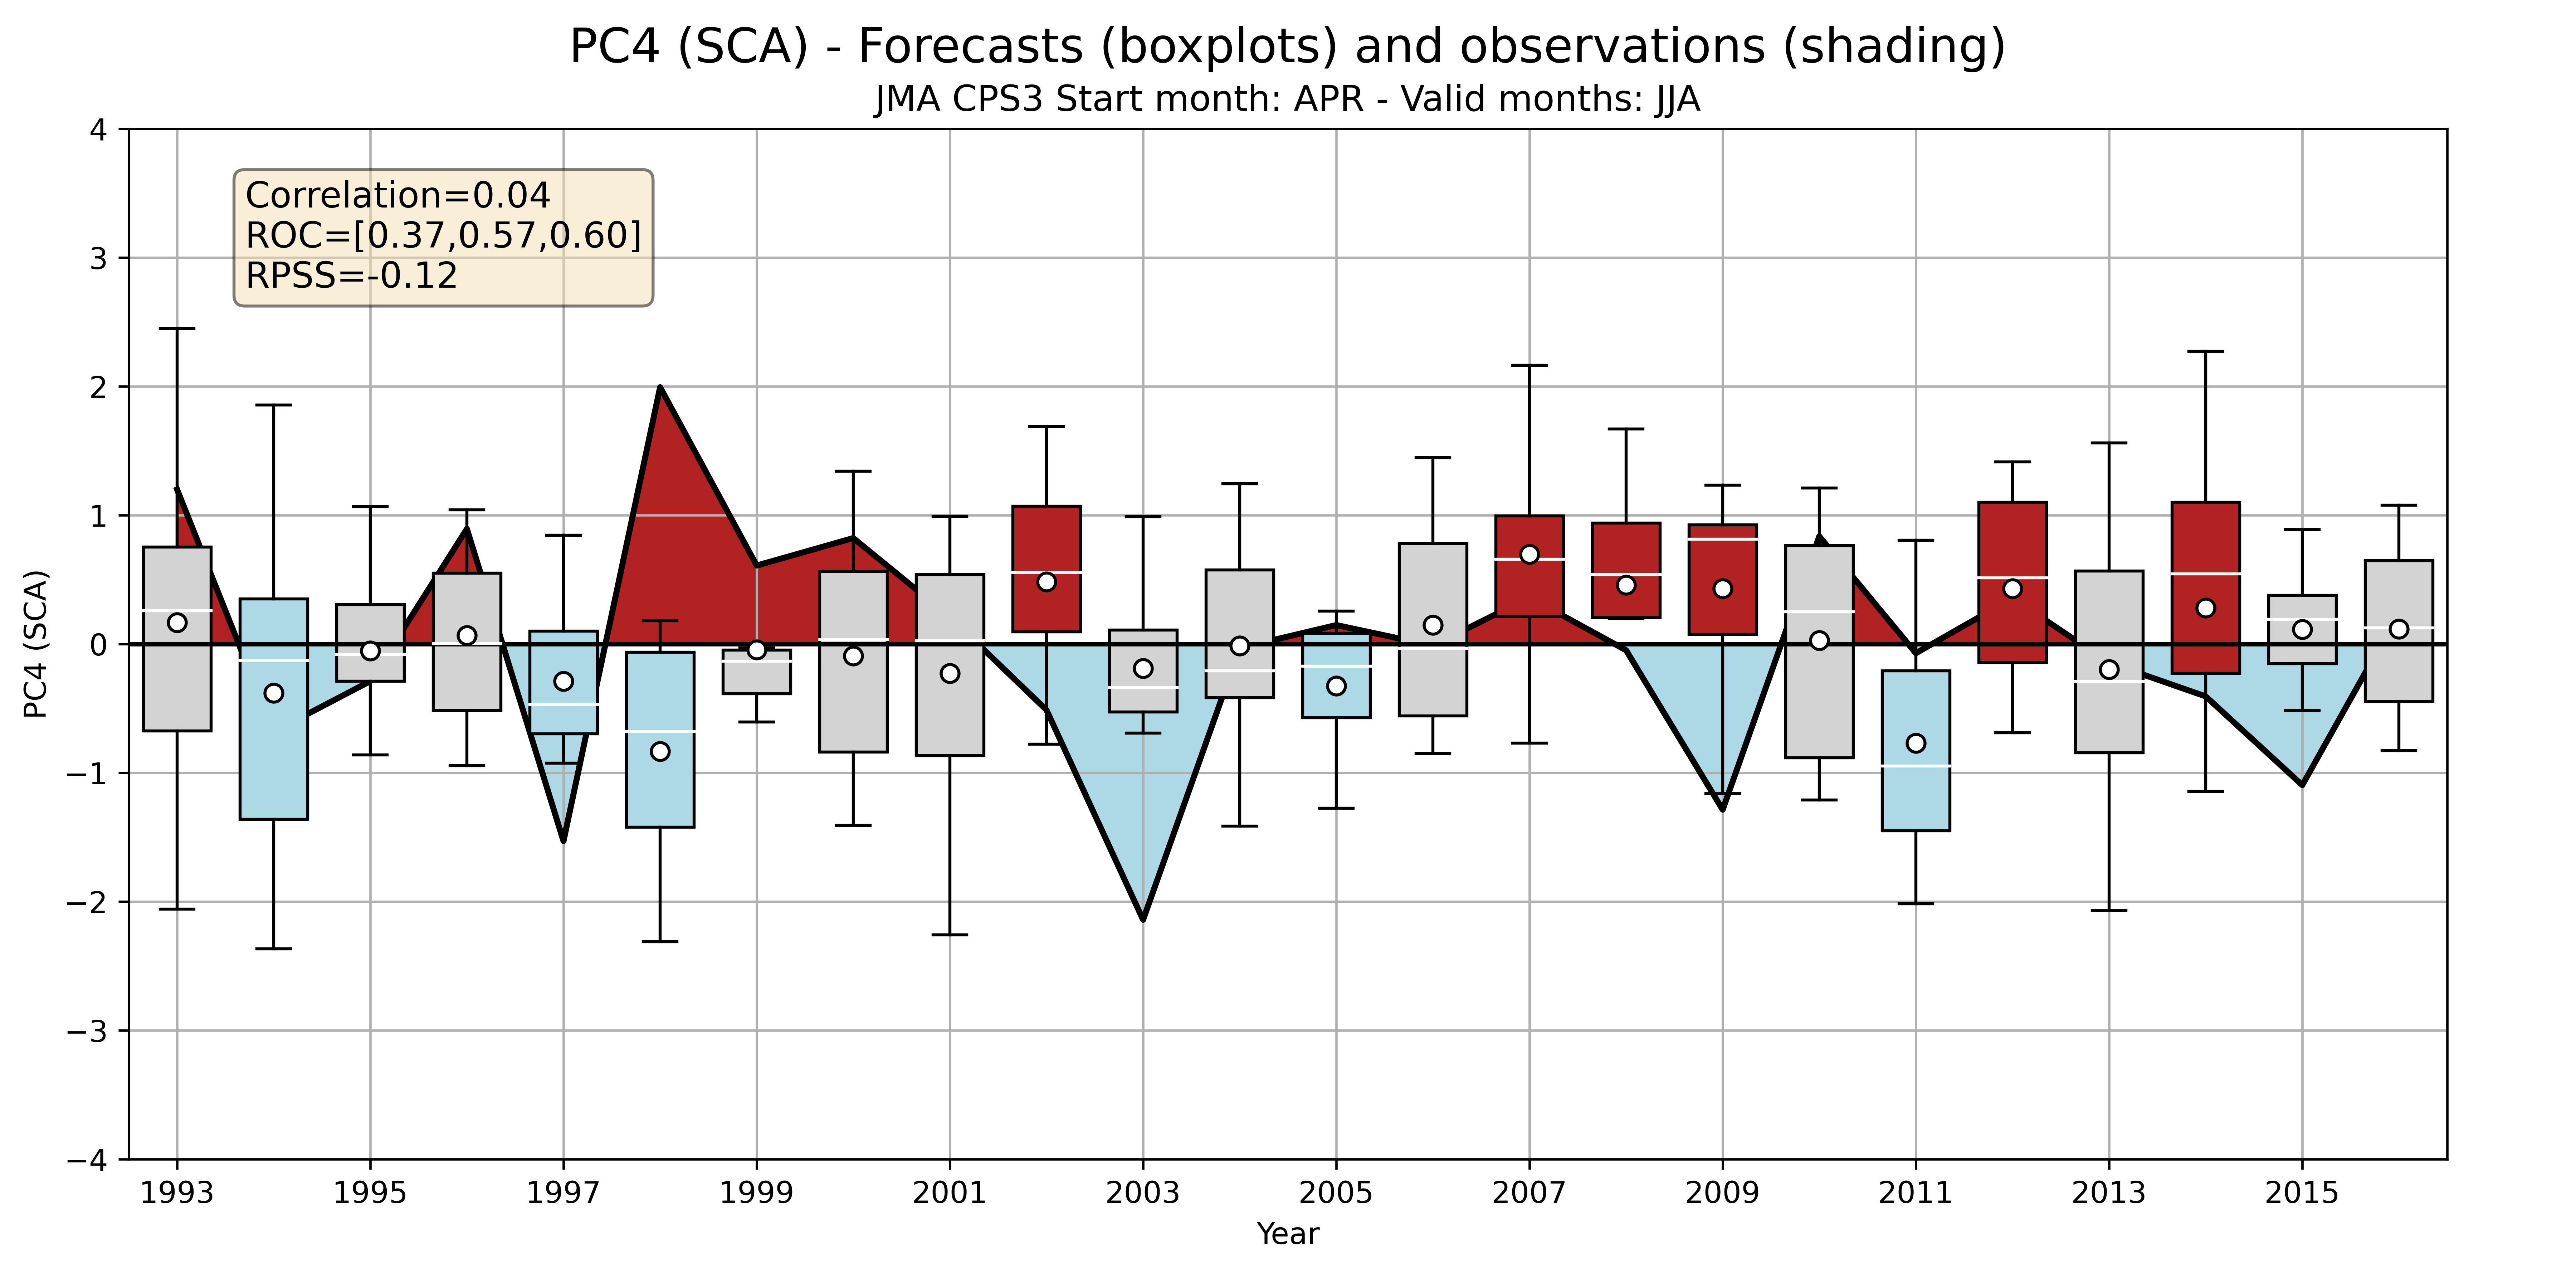 PC4 (SCA) - Forecasts (boxplots) and observations (shading)
JMA CPS3 Start month: APR - Valid months: JJA
Correlation=0.04
ROC=[0.37,0.57,0.60]
RPSS=-0.12
PC4 (SCA)
4
3
2
1
0
−1
−2
−3
−4
1993 1995 1997 1999 2001 2003 2005 2007 2009 2011 2013 2015
Year